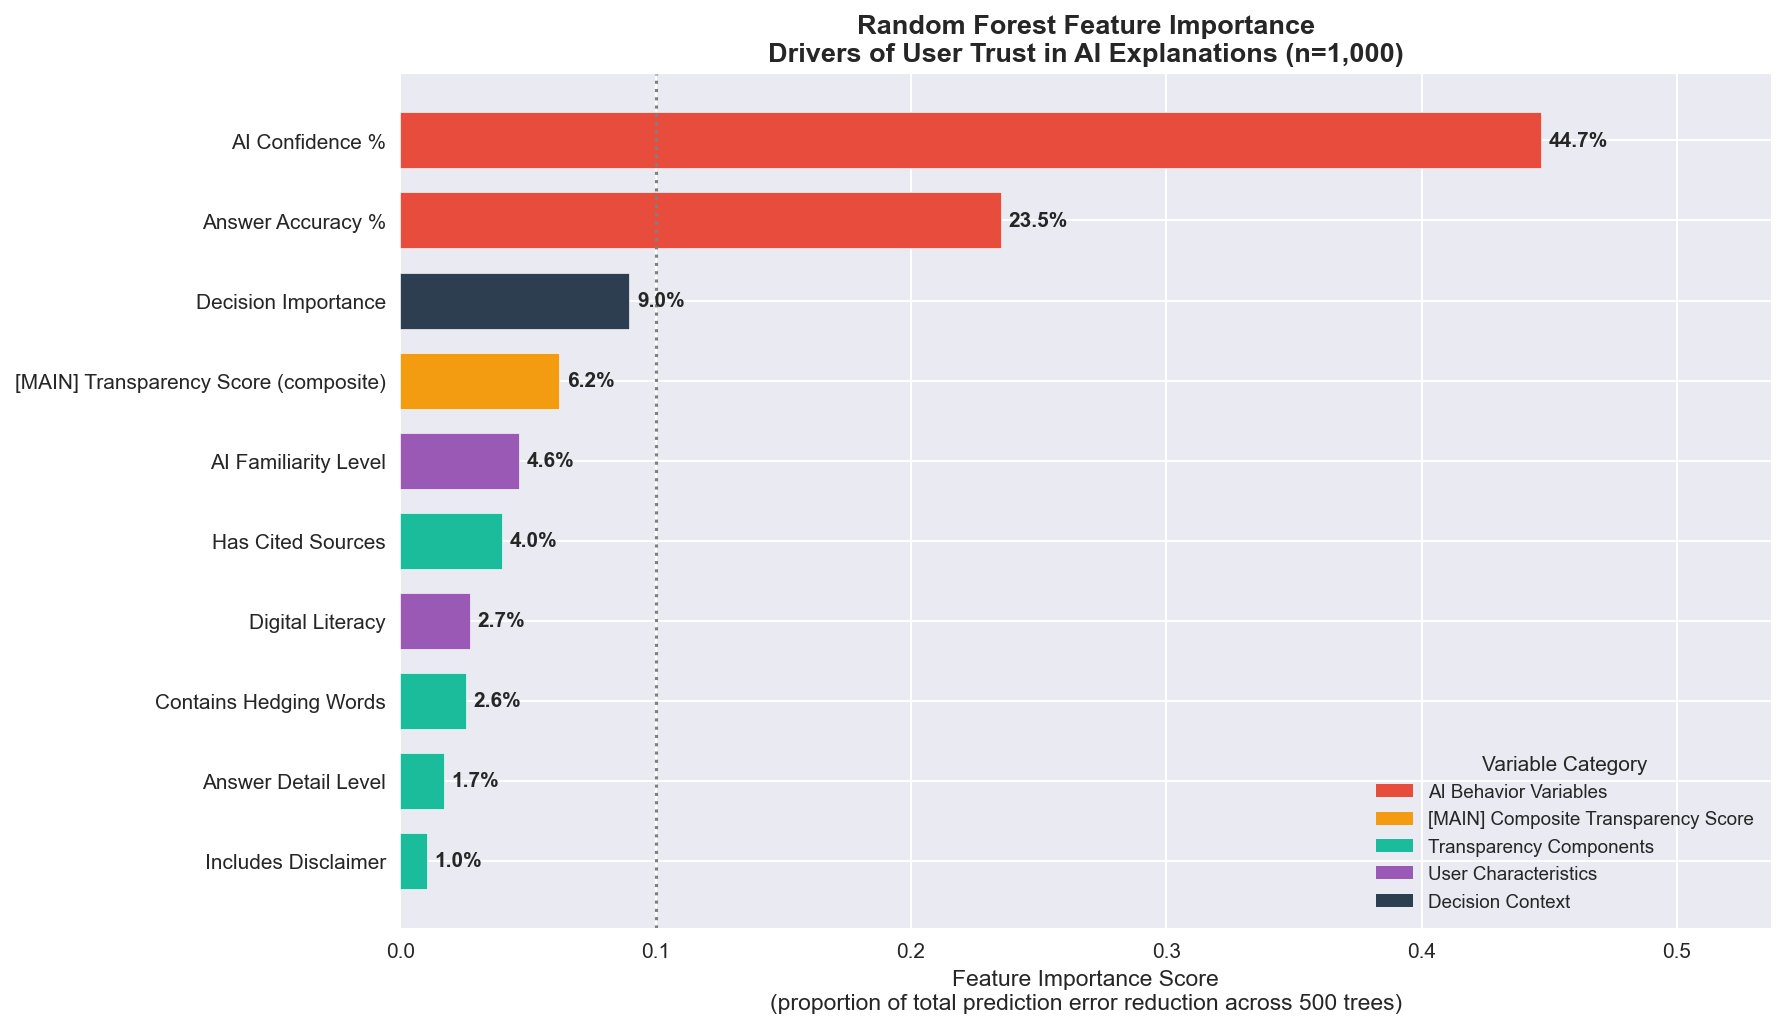 Random Forest Feature Importance
Drivers of User Trust in AI Explanations (n=1,000)
AI Confidence %
44.7%
Answer Accuracy %
23.5%
Decision Importance
9.0%
[MAIN] Transparency Score (composite)
6.2%
AI Familiarity Level
4.6%
Has Cited Sources
4.0%
Digital Literacy
2.7%
Contains Hedging Words
2.6%
Answer Detail Level
1.7%
Includes Disclaimer
1.0%
Variable Category
AI Behavior Variables
[MAIN] Composite Transparency Score
Transparency Components
User Characteristics
Decision Context
0.0 0.1 0.2 0.3 0.4 0.5
Feature Importance Score
(proportion of total prediction error reduction across 500 trees)